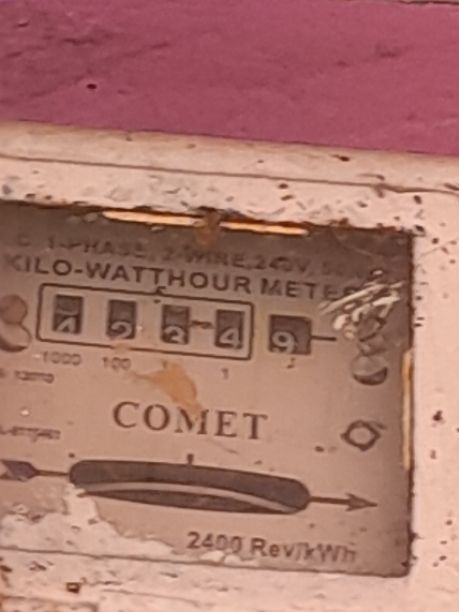 1-PHASE, 2-WIRE, 240V,
KILO-WATTHOUR METER
4 2 3 4 9
1000 100 1
COMET
2400 Rev/kWh